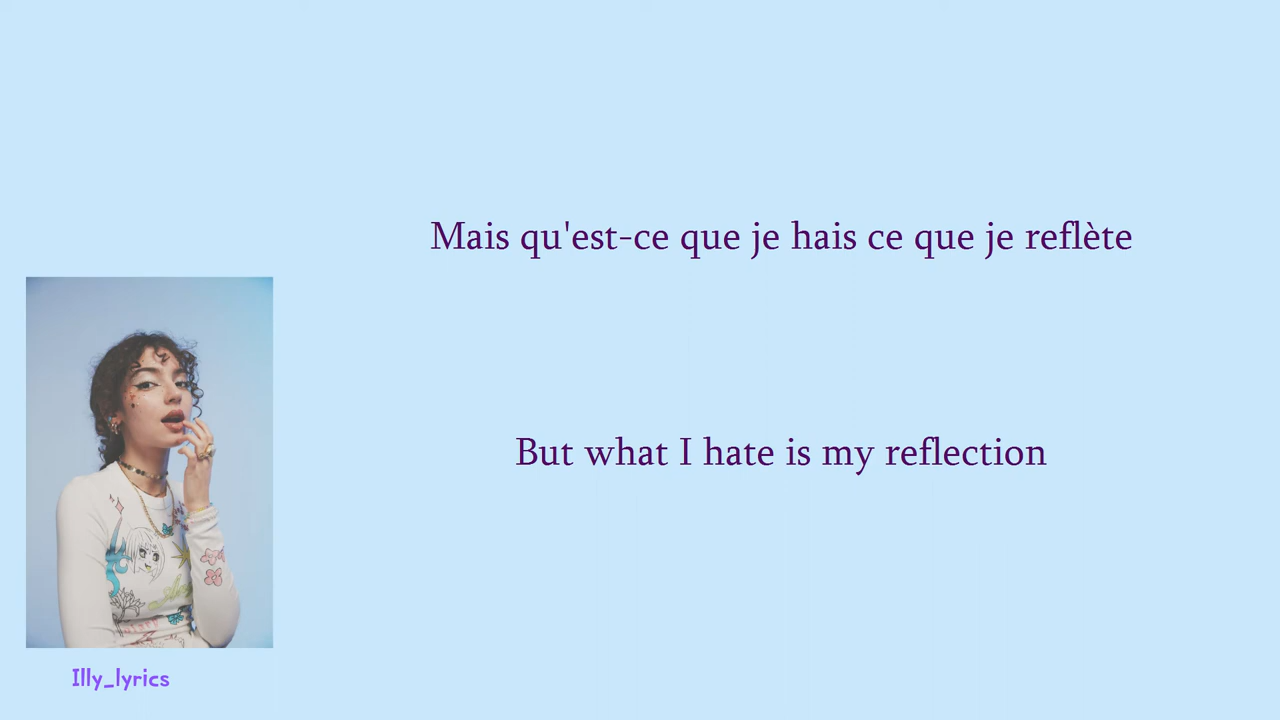 Mais qu'est-ce que je hais ce que je reflète
But what I hate is my reflection
Illy_lyrics